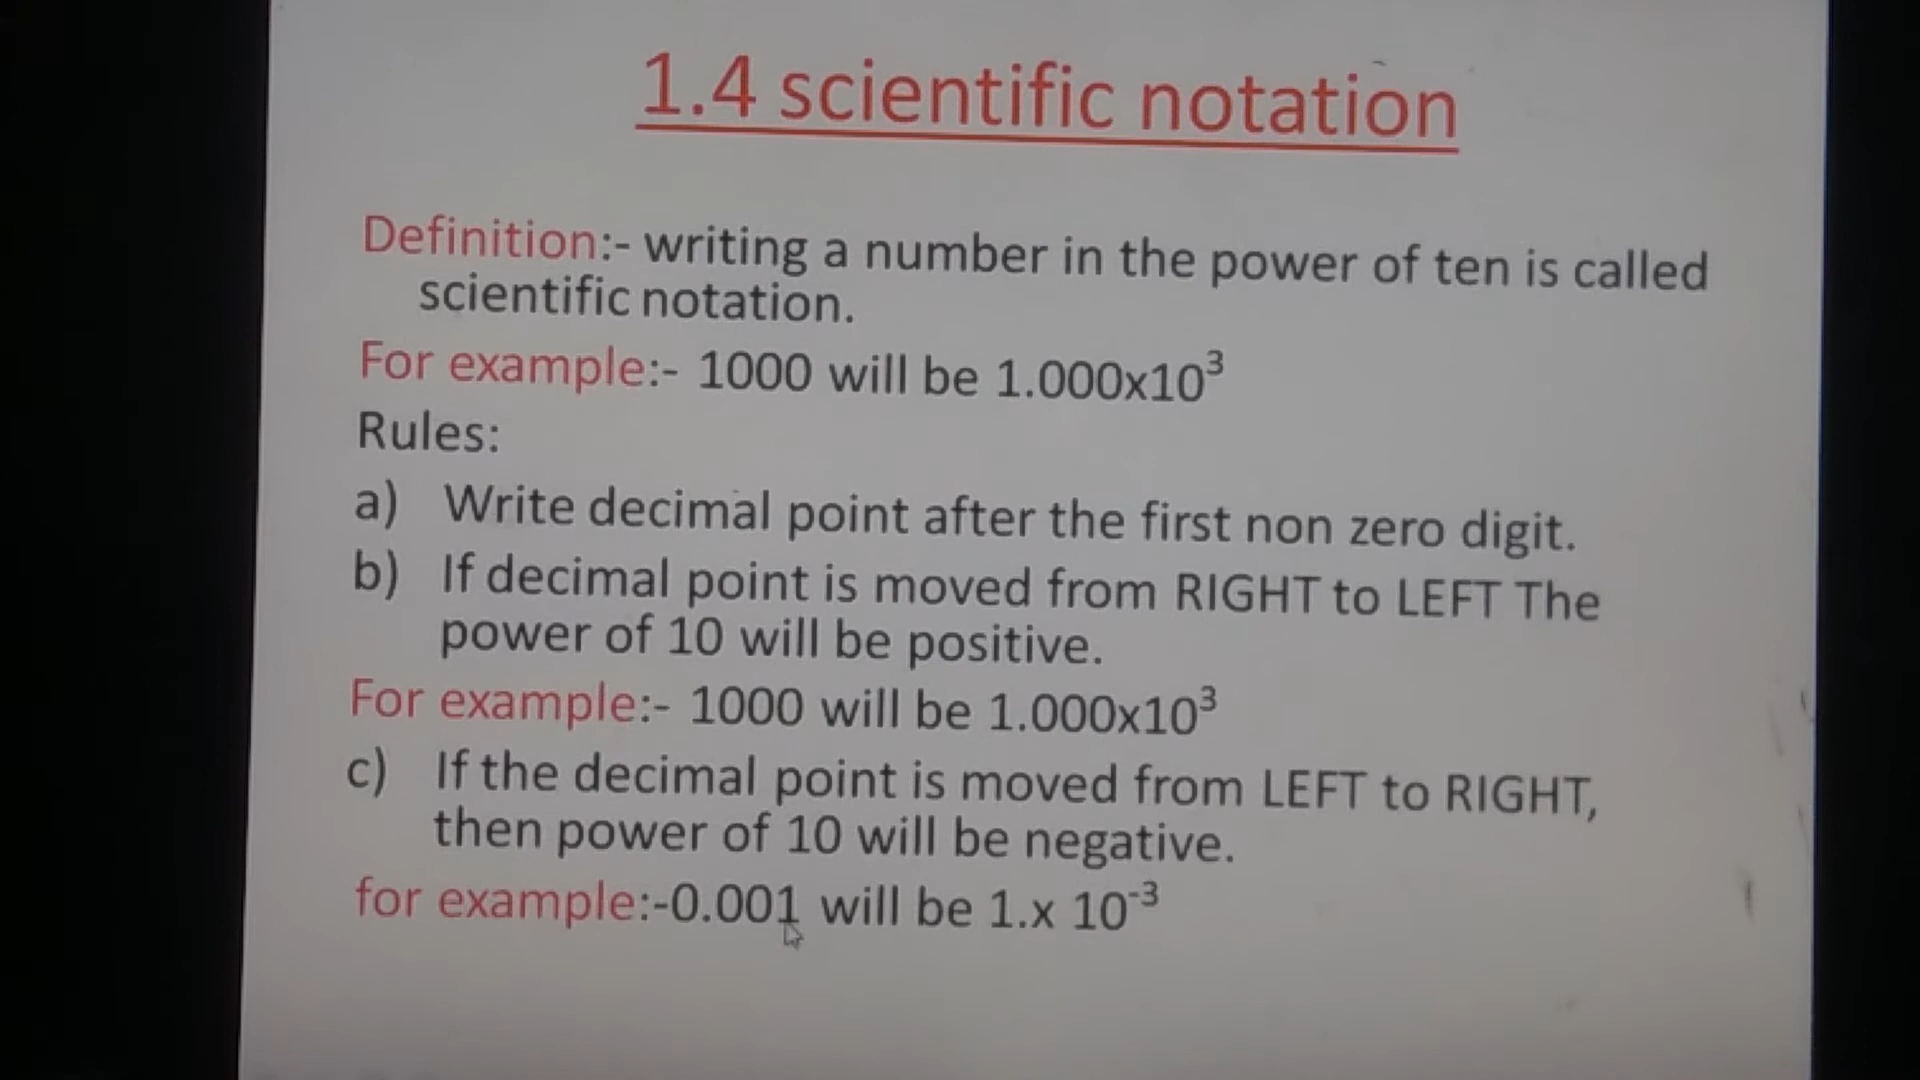 1.4 scientific notation
Definition:- writing a number in the power of ten is called
scientific notation.
For example:- 1000 will be 1.000x10³
Rules:
a) Write decimal point after the first non zero digit.
b) If decimal point is moved from RIGHT to LEFT The
power of 10 will be positive.
For example:- 1000 will be 1.000x10³
c) If the decimal point is moved from LEFT to RIGHT,
then power of 10 will be negative.
for example:-0.001 will be 1.x 10⁻³